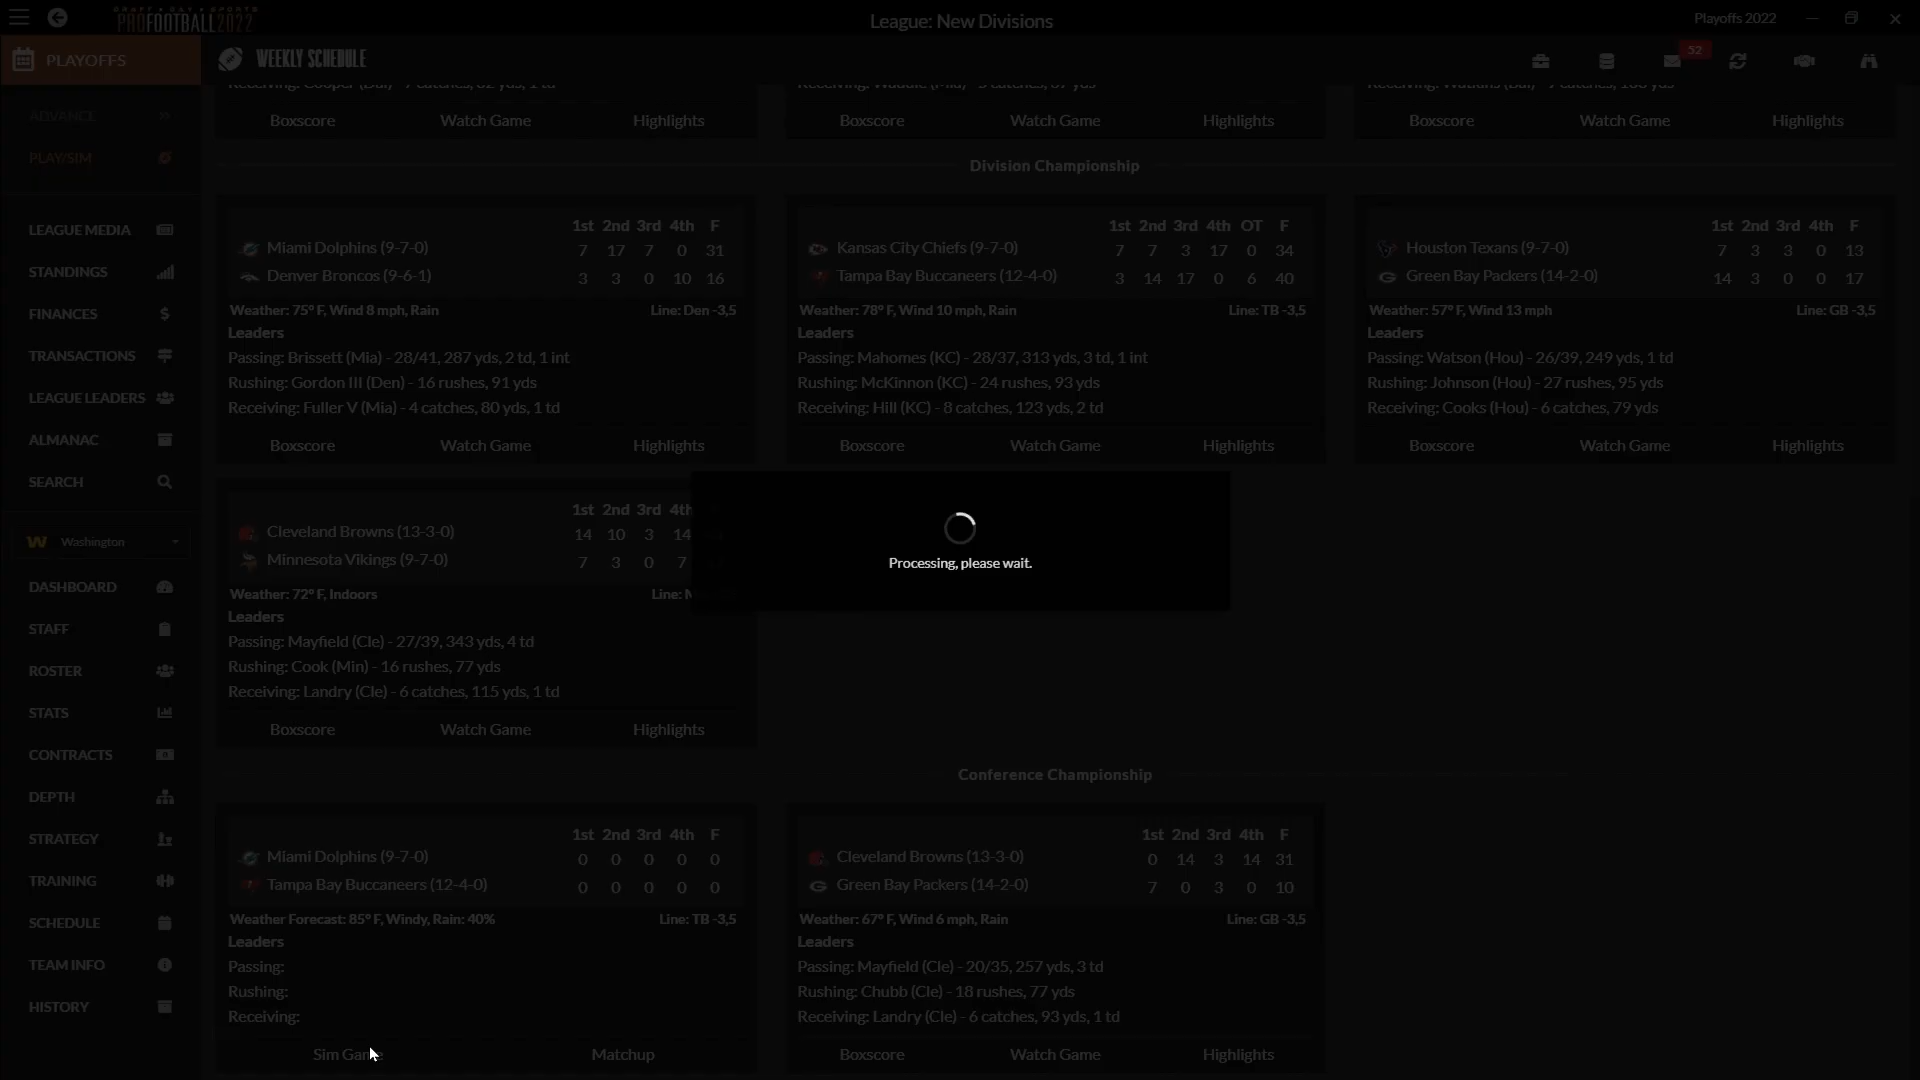 DRAFT DAY SPORTS
PROFOOTBALL2022
League: New Divisions
Playoffs 2022
PLAYOFFS
WEEKLY SCHEDULE
52
ADVANCE
PLAY/SIM
LEAGUE MEDIA
STANDINGS
FINANCES
TRANSACTIONS
LEAGUE LEADERS
ALMANAC
SEARCH
Washington
DASHBOARD
STAFF
ROSTER
STATS
CONTRACTS
DEPTH
STRATEGY
TRAINING
SCHEDULE
TEAM INFO
HISTORY
Boxscore Watch Game Highlights
Boxscore Watch Game Highlights
Boxscore Watch Game Highlights
Division Championship
1st 2nd 3rd 4th F
Miami Dolphins (9-7-0) 7 17 7 0 31
Denver Broncos (9-6-1) 3 3 0 10 16
Weather: 75° F, Wind 8 mph, Rain Line: Den -3,5
Leaders
Passing: Brissett (Mia) - 28/41, 287 yds, 2 td, 1 int
Rushing: Gordon III (Den) - 16 rushes, 91 yds
Receiving: Fuller V (Mia) - 4 catches, 80 yds, 1 td
Boxscore Watch Game Highlights
1st 2nd 3rd 4th OT F
Kansas City Chiefs (9-7-0) 7 7 3 17 0 34
Tampa Bay Buccaneers (12-4-0) 3 14 17 0 6 40
Weather: 78° F, Wind 10 mph, Rain Line: TB -3,5
Leaders
Passing: Mahomes (KC) - 28/37, 313 yds, 3 td, 1 int
Rushing: McKinnon (KC) - 24 rushes, 93 yds
Receiving: Hill (KC) - 8 catches, 123 yds, 2 td
Boxscore Watch Game Highlights
1st 2nd 3rd 4th F
Houston Texans (9-7-0) 7 3 3 0 13
Green Bay Packers (14-2-0) 14 3 0 0 17
Weather: 57° F, Wind 13 mph Line: GB -3,5
Leaders
Passing: Watson (Hou) - 26/39, 249 yds, 1 td
Rushing: Johnson (Hou) - 27 rushes, 95 yds
Receiving: Cooks (Hou) - 6 catches, 79 yds
Boxscore Watch Game Highlights
1st 2nd 3rd 4th
Cleveland Browns (13-3-0) 14 10 3 14
Minnesota Vikings (9-7-0) 7 3 0 7
Weather: 72° F, Indoors Line:
Leaders
Passing: Mayfield (Cle) - 27/39, 343 yds, 4 td
Rushing: Cook (Min) - 16 rushes, 77 yds
Receiving: Landry (Cle) - 6 catches, 115 yds, 1 td
Boxscore Watch Game Highlights
Processing, please wait.
Conference Championship
1st 2nd 3rd 4th F
Miami Dolphins (9-7-0) 0 0 0 0 0
Tampa Bay Buccaneers (12-4-0) 0 0 0 0 0
Weather Forecast: 85° F, Windy, Rain: 40% Line: TB -3,5
Leaders
Passing:
Rushing:
Receiving:
Sim Game Matchup
1st 2nd 3rd 4th F
Cleveland Browns (13-3-0) 0 14 3 14 31
Green Bay Packers (14-2-0) 7 0 3 0 10
Weather: 67° F, Wind 6 mph, Rain Line: GB -3,5
Leaders
Passing: Mayfield (Cle) - 20/35, 257 yds, 3 td
Rushing: Chubb (Cle) - 18 rushes, 77 yds
Receiving: Landry (Cle) - 6 catches, 93 yds, 1 td
Boxscore Watch Game Highlights